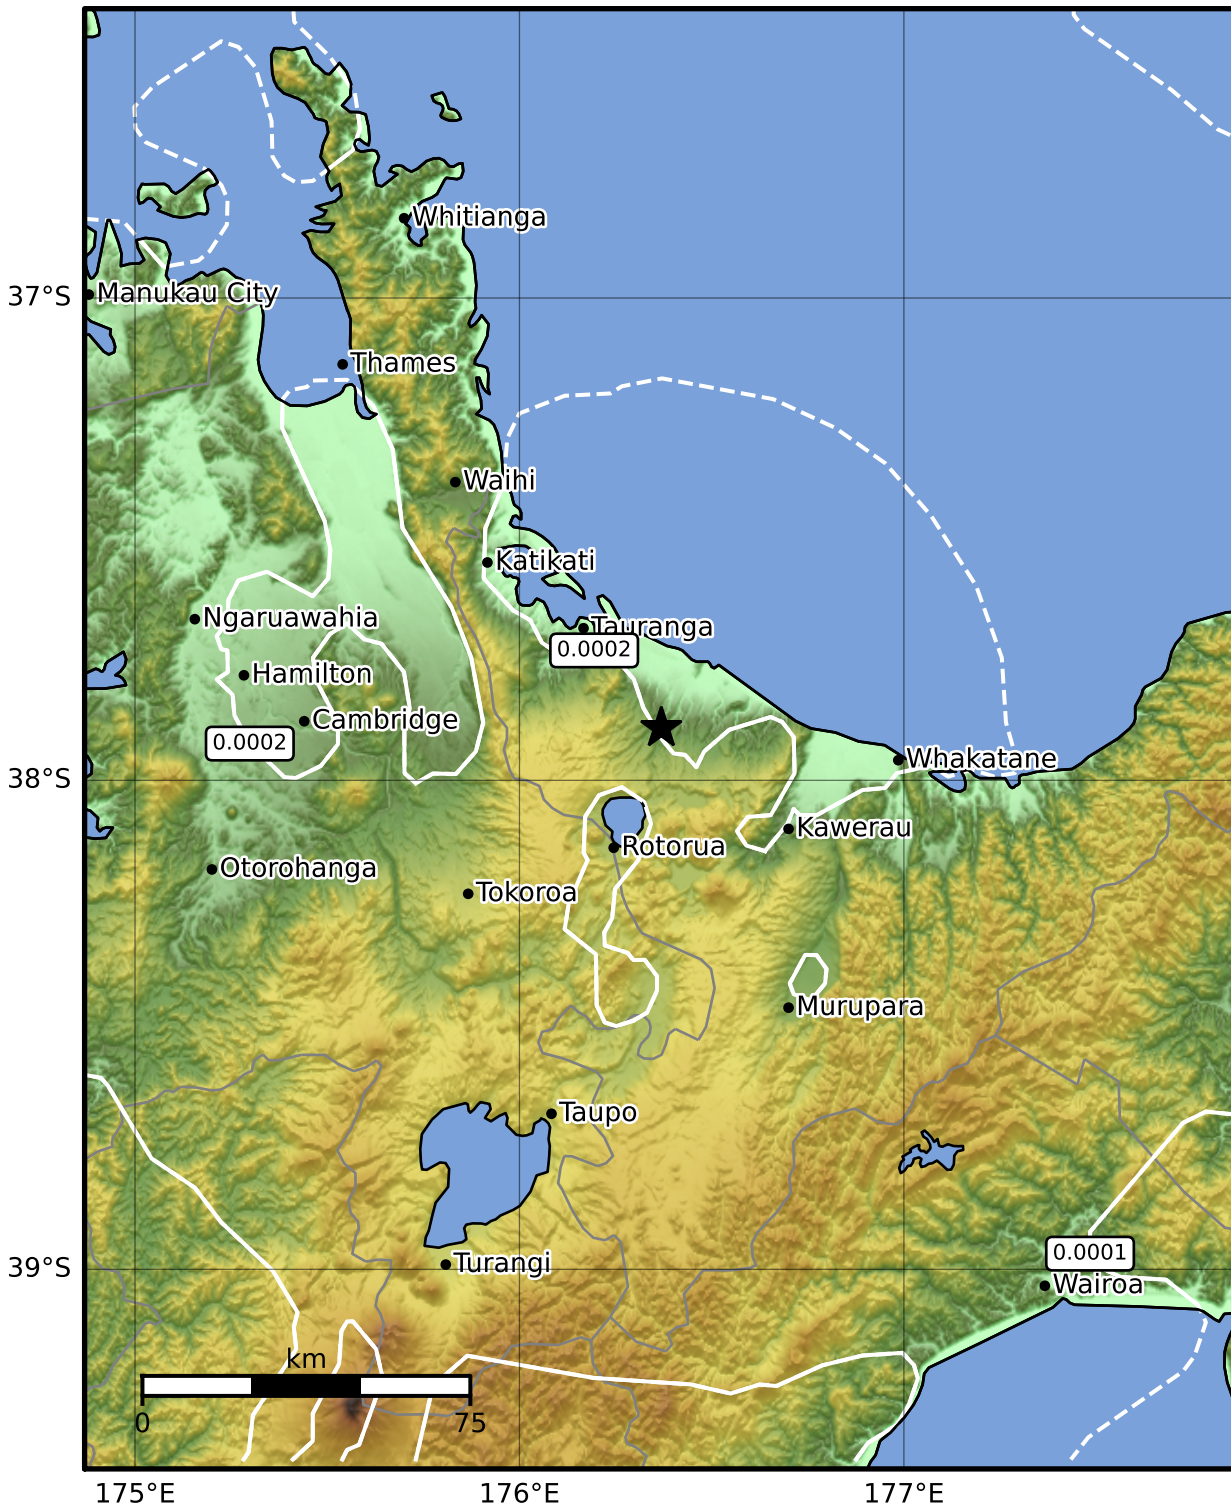 Whitianga
Manukau City
37°S
Thames
Waihi
Katikati
Ngaruawahia
Tauranga
0.0002
Hamilton
Cambridge
0.0002
Whakatane
38°S
Kawerau
Rotorua
Otorohanga
Tokoroa
Murupara
Taupo
0.0001
Turangi
39°S
Wairoa
km
0 75
175°E 176°E 177°E